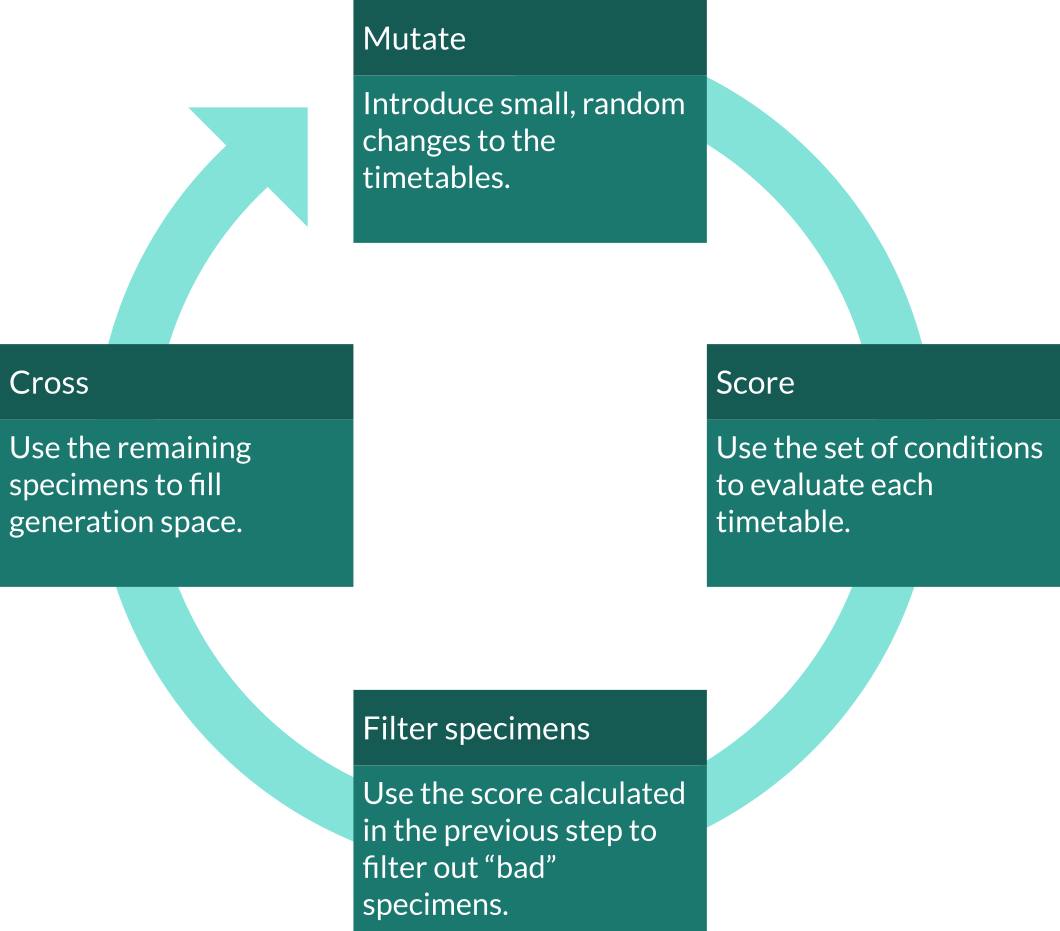 Mutate
Introduce small, random
changes to the
timetables.
Cross
Use the remaining
specimens to fill
generation space.
Score
Use the set of conditions
to evaluate each
timetable.
Filter specimens
Use the score calculated
in the previous step to
filter out “bad”
specimens.